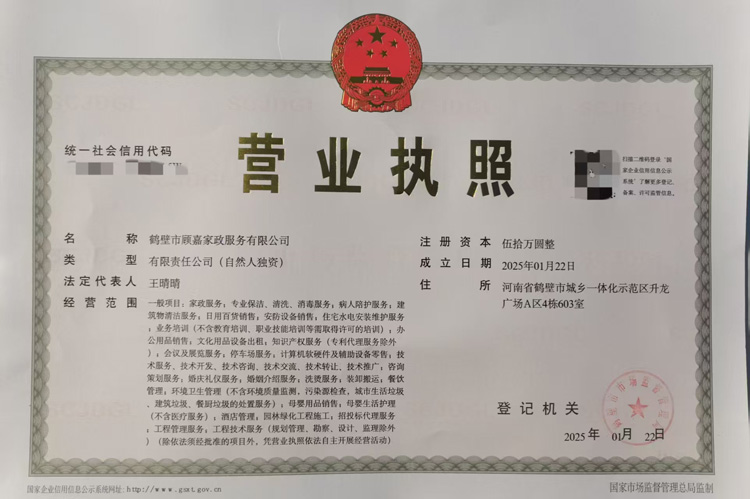 统一社会信用代码
营业执照
扫描二维码登录“国
家企业信用信息公示
系统”了解更多登记、
备案、许可监管信息。
名称 鹤壁市顾嘉家政服务有限公司
类型 有限责任公司（自然人独资）
法定代表人 王晴晴
经营范围 一般项目：家政服务；专业保洁、清洗、消毒服务；病人陪护服务；建
筑物清洁服务；日用百货销售；安防设备销售；住宅水电安装维护服务
；业务培训（不含教育培训、职业技能培训等需取得许可的培训）；办
公用品销售；文化用品设备出租；知识产权服务（专利代理服务除外
）；会议及展览服务；停车场服务；计算机软硬件及辅助设备零售；技
术服务、技术开发、技术咨询、技术交流、技术转让、技术推广；咨询
策划服务；婚庆礼仪服务；婚姻介绍服务；洗烫服务；装卸搬运；餐饮
管理；环境卫生管理（不含环境质量监测，污染源检查，城市生活垃圾
、建筑垃圾、餐厨垃圾的处置服务）；母婴用品销售；母婴生活护理
（不含医疗服务）；酒店管理；园林绿化工程施工；招投标代理服务
；工程管理服务；工程技术服务（规划管理、勘察、设计、监理除外）
（除依法须经批准的项目外，凭营业执照依法自主开展经营活动）
注册资本 伍拾万圆整
成立日期 2025年01月22日
住所 河南省鹤壁市城乡一体化示范区升龙
广场A区4栋603室
登记机关
2025年01月22日
国家企业信用信息公示系统网址：http://www.gsxt.gov.cn
国家市场监督管理总局监制